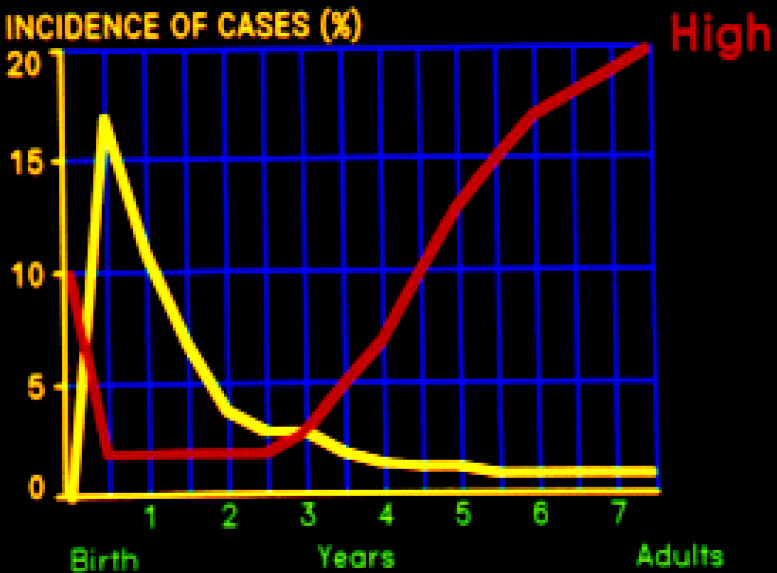 INCIDENCE OF CASES (%)
High
20
15
10
5
0
1 2 3 4 5 6 7
Birth Years Adults